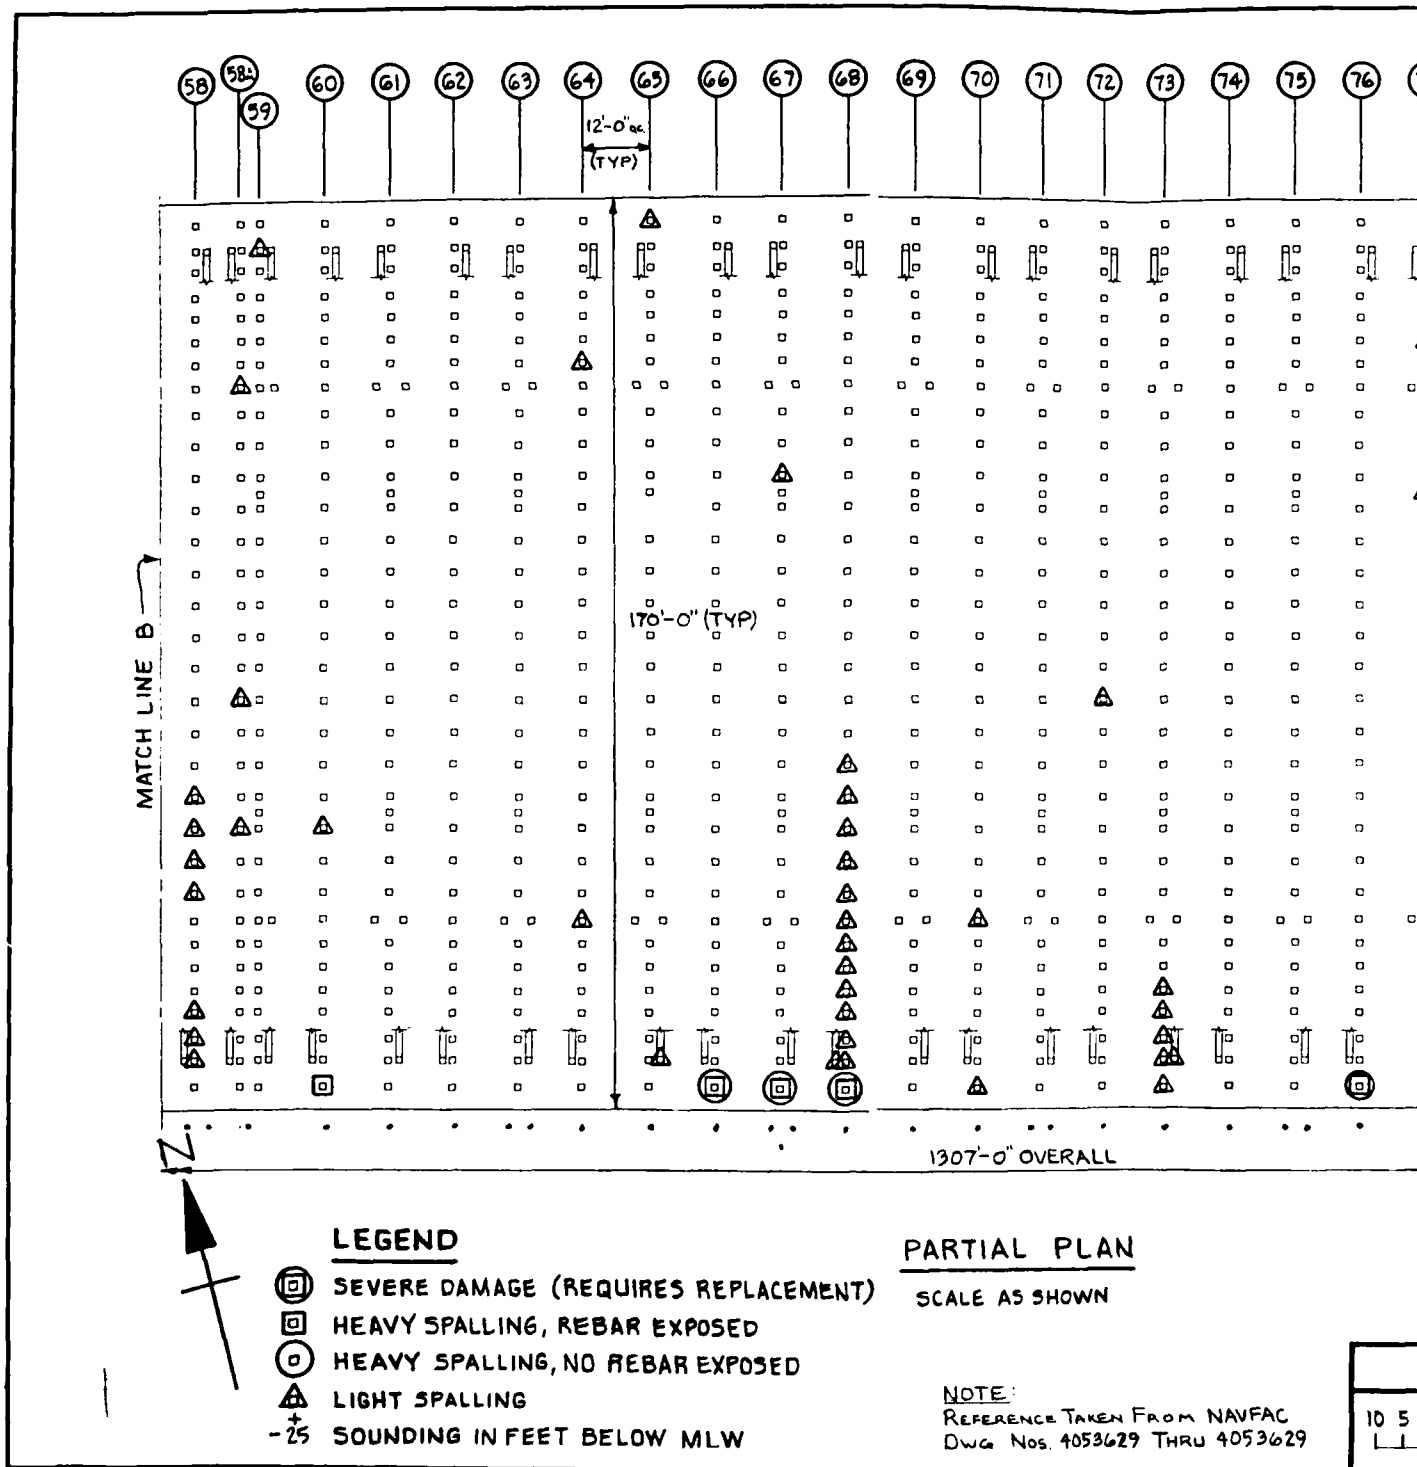 58 58½ 59 60 61 62 63 64 65 66 67 68 69 70 71 72 73 74 75 76
12'-0" o.c.
(TYP)
MATCH LINE B
170'-0" (TYP)
1307'-0" OVERALL
N
LEGEND
SEVERE DAMAGE (REQUIRES REPLACEMENT)
HEAVY SPALLING, REBAR EXPOSED
HEAVY SPALLING, NO REBAR EXPOSED
LIGHT SPALLING
+
-25 SOUNDING IN FEET BELOW MLW
PARTIAL PLAN
SCALE AS SHOWN
NOTE:
REFERENCE TAKEN FROM NAVFAC
DWG NOS. 4053629 THRU 4053629
10 5